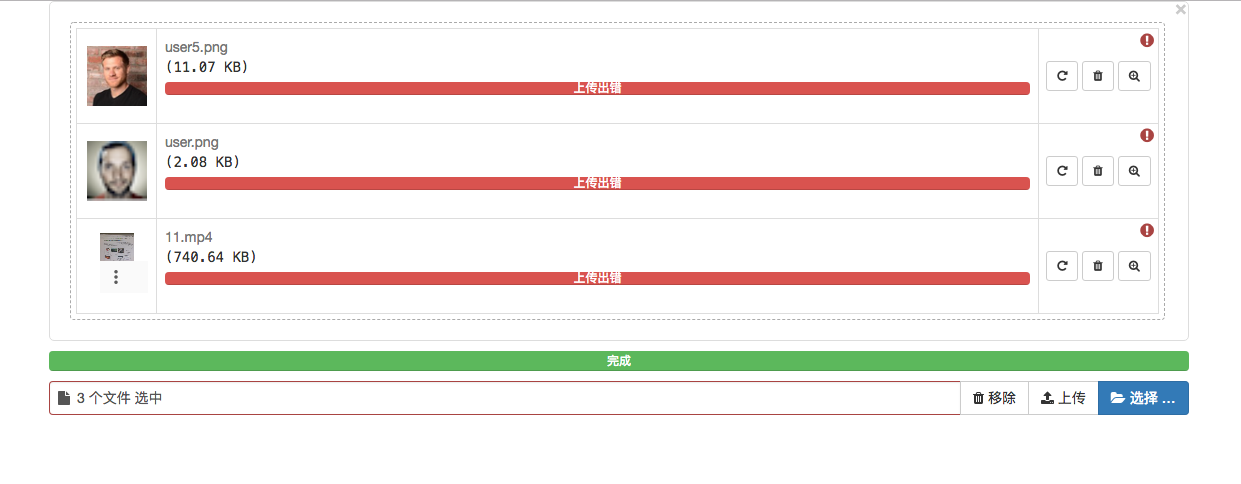 user5.png
(11.07 KB)
上传出错
user.png
(2.08 KB)
上传出错
11.mp4
(740.64 KB)
上传出错
完成
3 个文件 选中
移除
上传
选择 ...